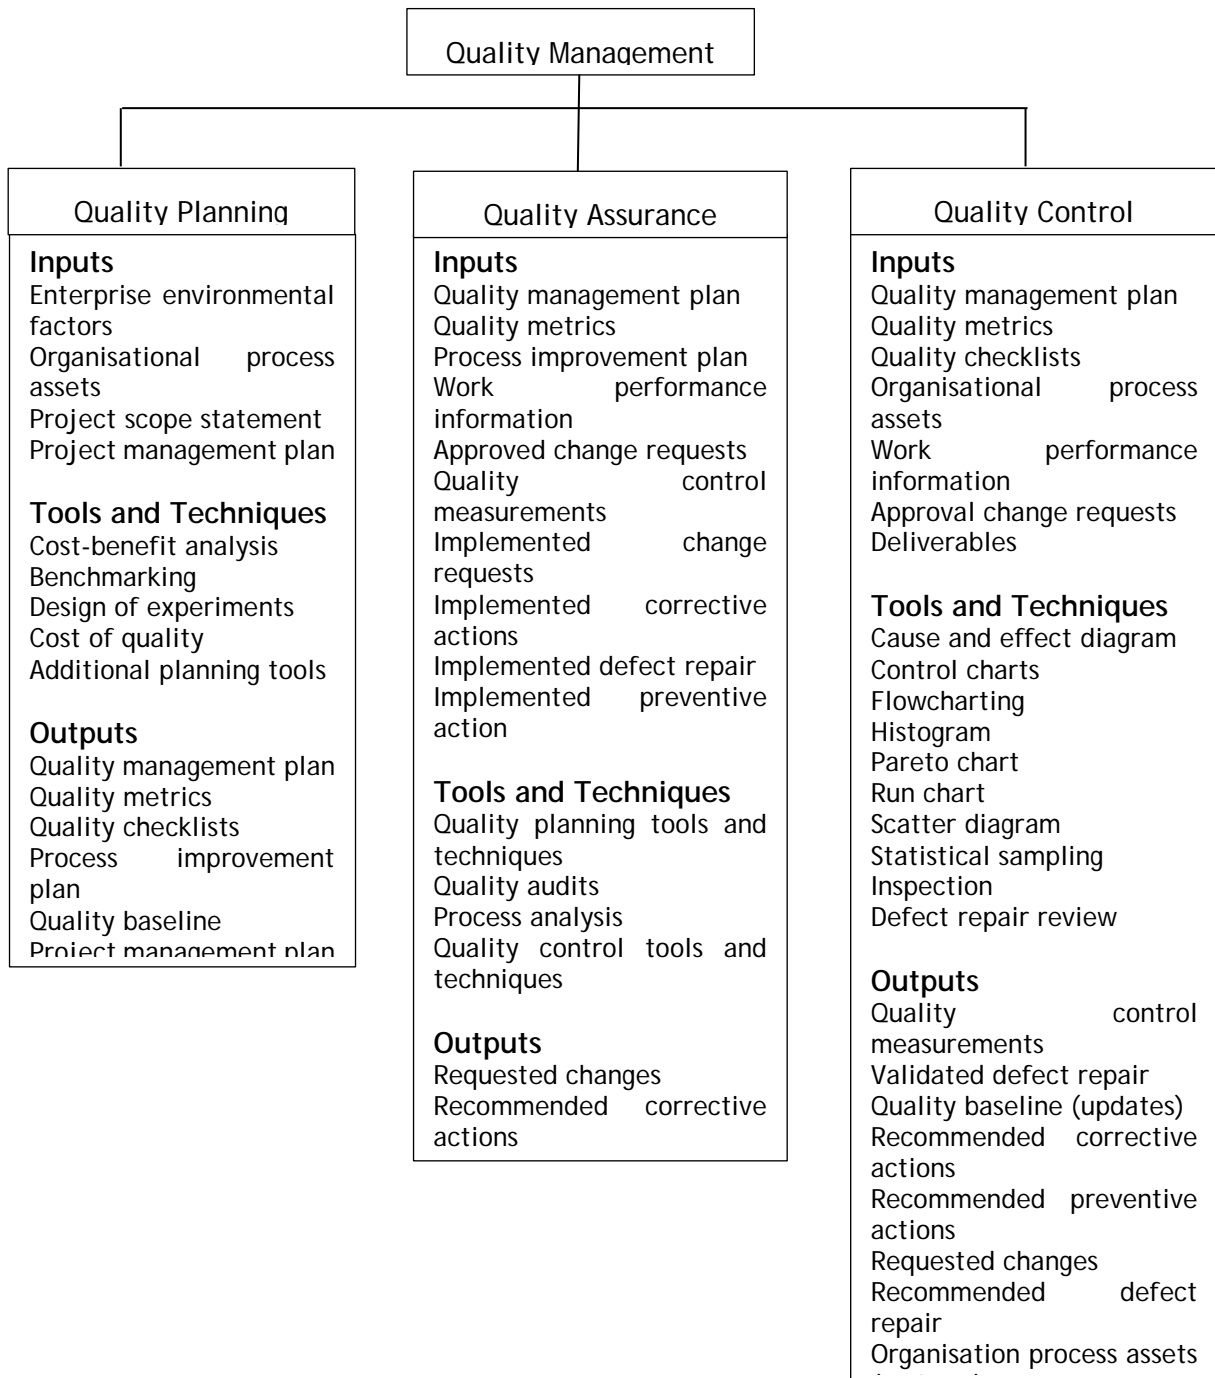 Quality Management
Quality Planning
Inputs
Enterprise environmental
factors
Organisational process
assets
Project scope statement
Project management plan
Tools and Techniques
Cost-benefit analysis
Benchmarking
Design of experiments
Cost of quality
Additional planning tools
Outputs
Quality management plan
Quality metrics
Quality checklists
Process improvement
plan
Quality baseline
Project management plan
Quality Assurance
Inputs
Quality management plan
Quality metrics
Process improvement plan
Work performance
information
Approved change requests
Quality control
measurements
Implemented change
requests
Implemented corrective
actions
Implemented defect repair
Implemented preventive
action
Tools and Techniques
Quality planning tools and
techniques
Quality audits
Process analysis
Quality control tools and
techniques
Outputs
Requested changes
Recommended corrective
actions
Quality Control
Inputs
Quality management plan
Quality metrics
Quality checklists
Organisational process
assets
Work performance
information
Approval change requests
Deliverables
Tools and Techniques
Cause and effect diagram
Control charts
Flowcharting
Histogram
Pareto chart
Run chart
Scatter diagram
Statistical sampling
Inspection
Defect repair review
Outputs
Quality control
measurements
Validated defect repair
Quality baseline (updates)
Recommended corrective
actions
Recommended preventive
actions
Requested changes
Recommended defect
repair
Organisation process assets